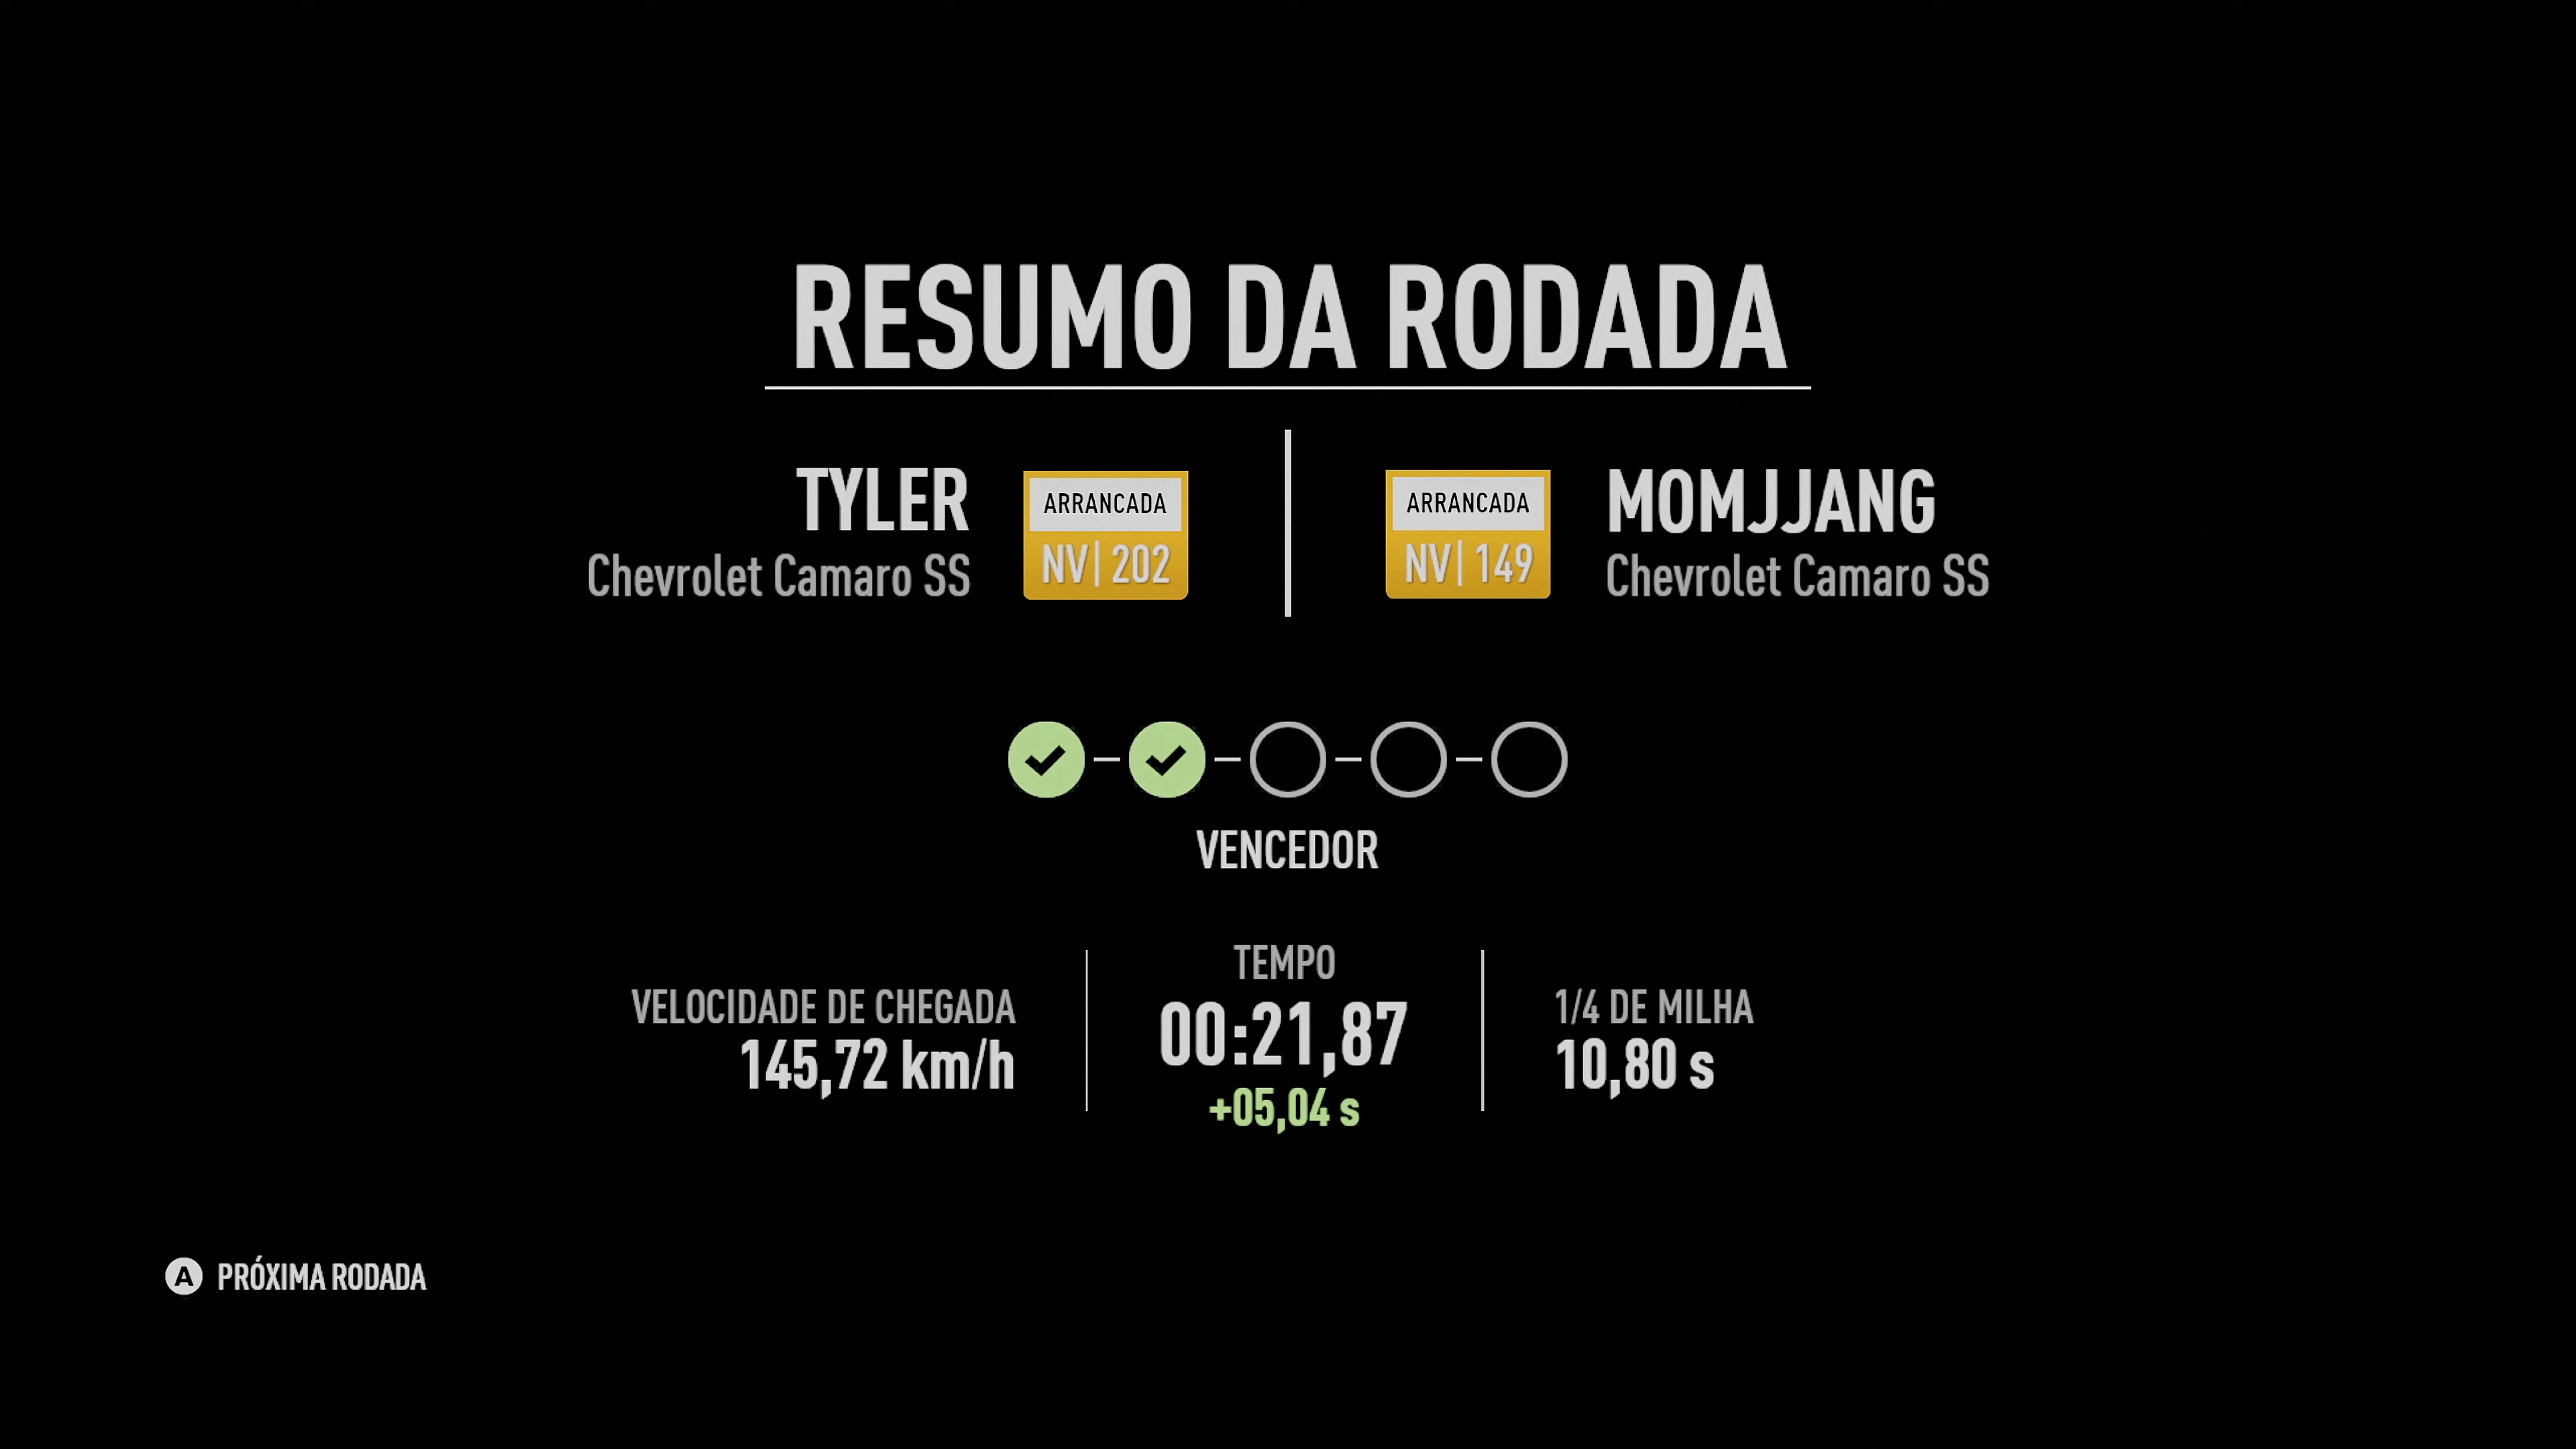 RESUMO DA RODADA
TYLER
Chevrolet Camaro SS
ARRANCADA
NV| 202
ARRANCADA
NV| 149
MOMJJANG
Chevrolet Camaro SS
VENCEDOR
VELOCIDADE DE CHEGADA
145,72 km/h
TEMPO
00:21,87
+05,04 s
1/4 DE MILHA
10,80 s
A PRÓXIMA RODADA